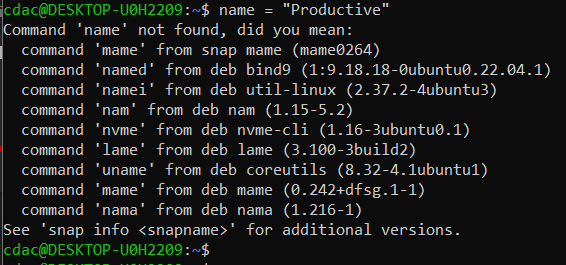 cdac@DESKTOP-U0H2209:~$ name = "Productive"
Command 'name' not found, did you mean:
  command 'mame' from snap mame (mame0264)
  command 'named' from deb bind9 (1:9.18.18-0ubuntu0.22.04.1)
  command 'namei' from deb util-linux (2.37.2-4ubuntu3)
  command 'nam' from deb nam (1.15-5.2)
  command 'nvme' from deb nvme-cli (1.16-3ubuntu0.1)
  command 'lame' from deb lame (3.100-3build2)
  command 'uname' from deb coreutils (8.32-4.1ubuntu1)
  command 'mame' from deb mame (0.242+dfsg.1-1)
  command 'nama' from deb nama (1.216-1)
See 'snap info <snapname>' for additional versions.
cdac@DESKTOP-U0H2209:~$